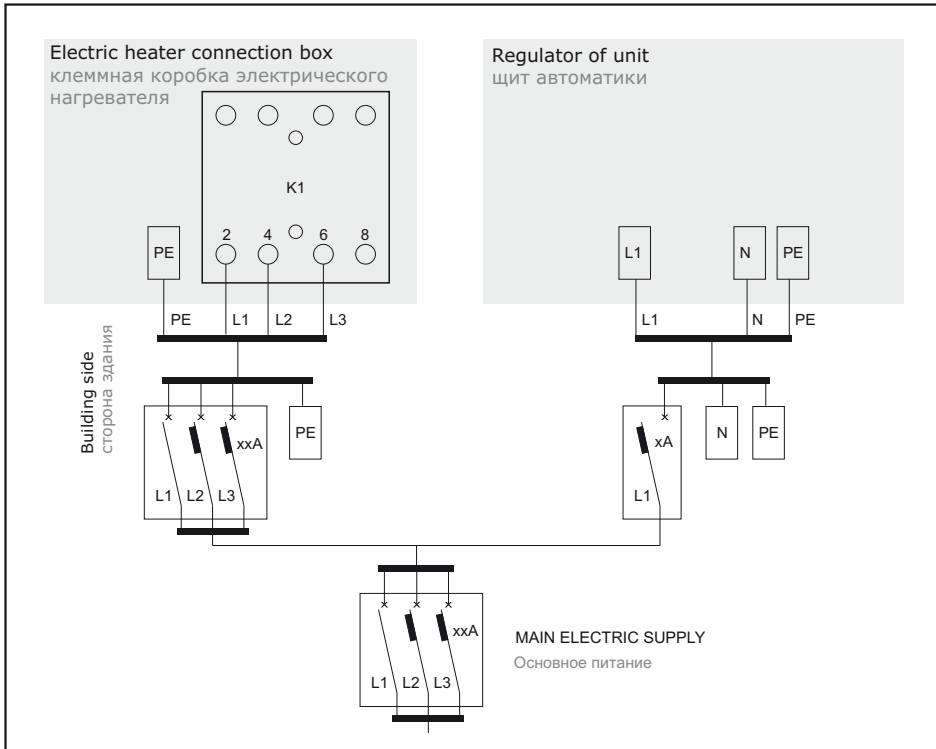 Electric heater connection box
клеммная коробка электрического
нагревателя
K1
2 4 6 8
PE
PE L1 L2 L3
Regulator of unit
щит автоматики
L1 N PE
L1 N PE
Building side
сторона здания
xxA
L1 L2 L3
PE
xA
L1
N
PE
xxA
L1 L2 L3
MAIN ELECTRIC SUPPLY
Основное питание